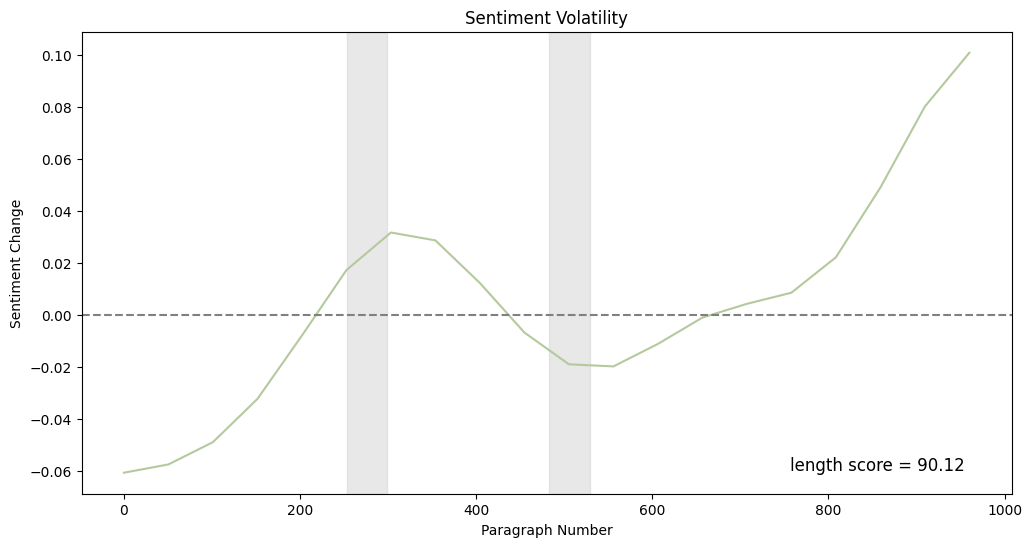 Sentiment Volatility
0.10
0.08
0.06
0.04
0.02
0.00
−0.02
−0.04
−0.06
Sentiment Change
length score = 90.12
0 200 400 600 800 1000
Paragraph Number